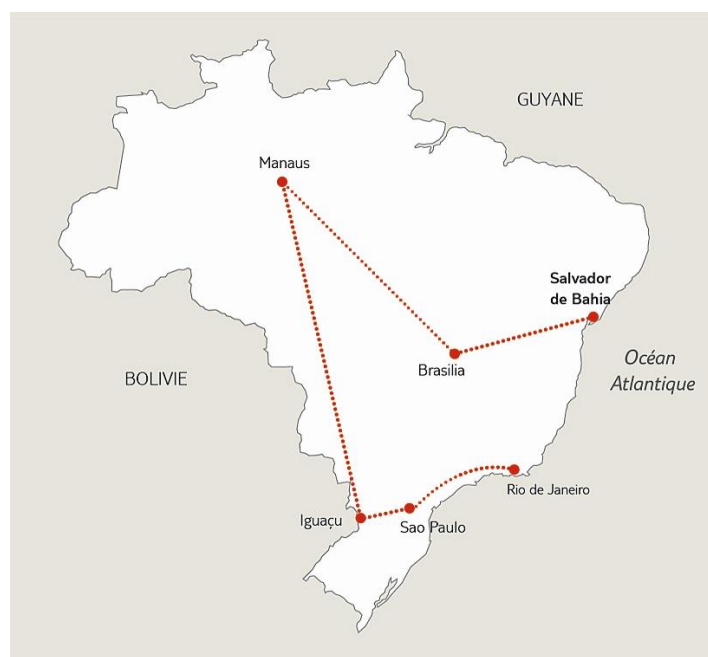 GUYANE
Manaus
Salvador
de Bahia
Océan
Atlantique
Brasilia
BOLIVIE
Rio de Janeiro
Iguaçu
Sao Paulo